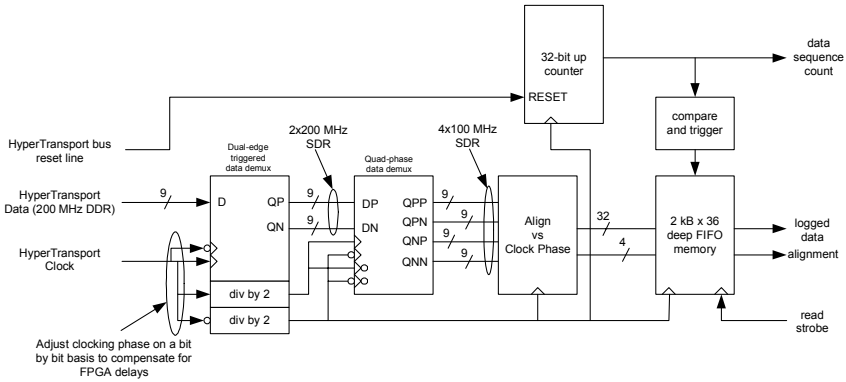 32-bit up
counter
RESET
data
sequence
count
compare
and trigger
HyperTransport bus
reset line
Dual-edge
triggered
data demux
2x200 MHz
SDR
Quad-phase
data demux
4x100 MHz
SDR
HyperTransport
Data (200 MHz DDR)
9
D
QP
QN
9
9
DP
DN
QPP
QPN
QNP
QNN
9
9
9
9
Align
vs
Clock Phase
32
4
2 kB x 36
deep FIFO
memory
logged
data
alignment
HyperTransport
Clock
div by 2
div by 2
read
strobe
Adjust clocking phase on a bit
by bit basis to compensate for
FPGA delays